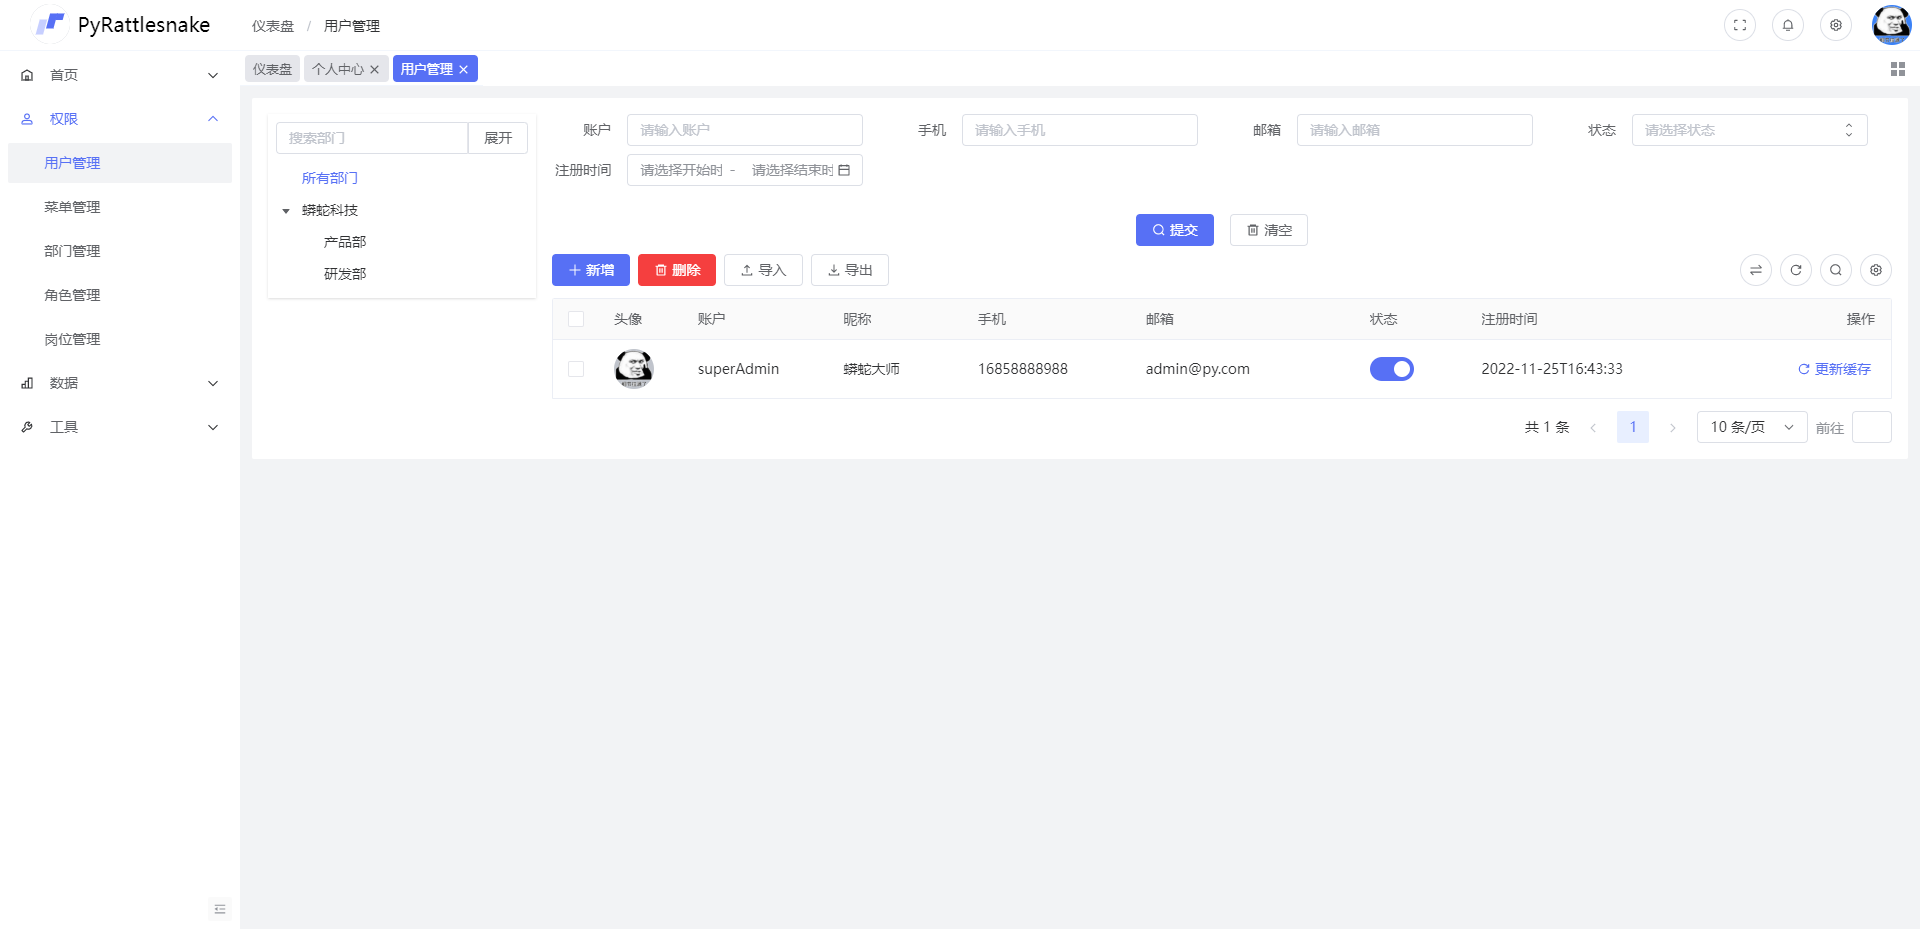 PyRattlesnake
仪表盘 / 用户管理
仪表盘 个人中心 用户管理
首页
权限
用户管理
菜单管理
部门管理
角色管理
岗位管理
数据
工具
搜索部门 展开
所有部门
蟒蛇科技
产品部
研发部
账户 请输入账户 手机 请输入手机 邮箱 请输入邮箱 状态 请选择状态
注册时间 请选择开始时 - 请选择结束时
提交 清空
新增 删除 导入 导出
头像 账户 昵称 手机 邮箱 状态 注册时间 操作
superAdmin 蟒蛇大师 16858888988 admin@py.com 2022-11-25T16:43:33 更新缓存
共 1 条 1 10 条/页 前往